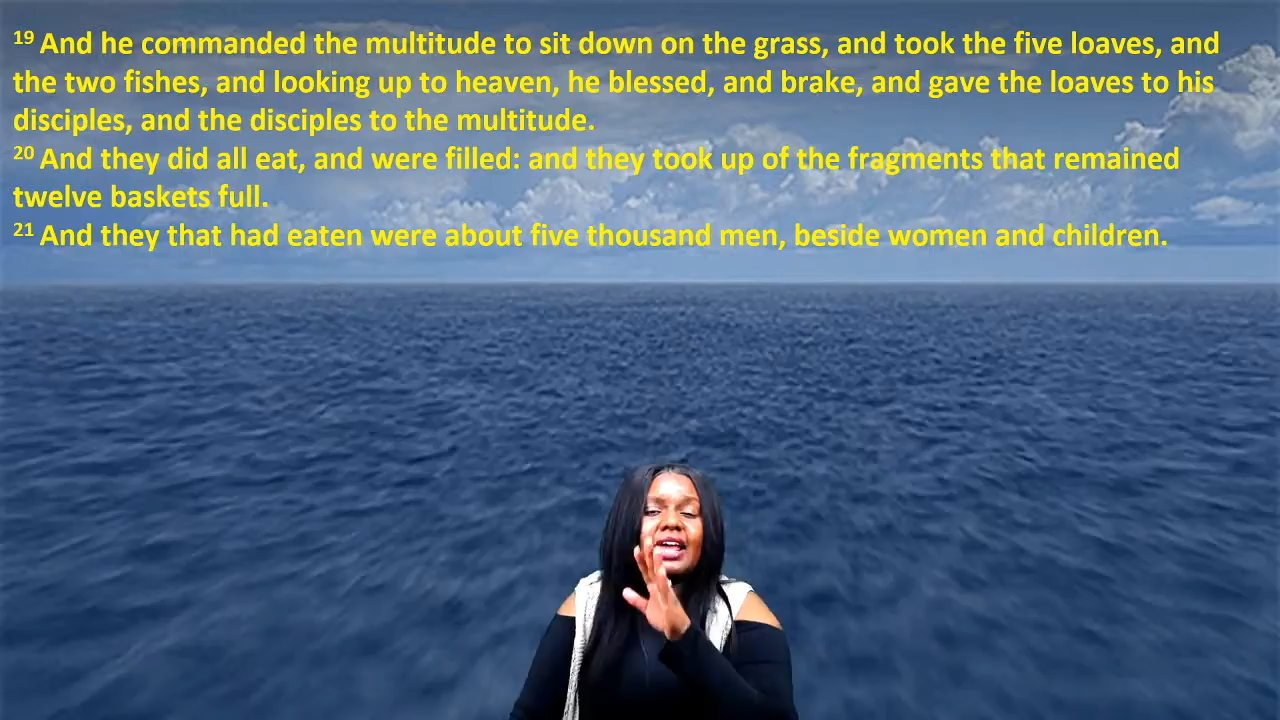 19 And he commanded the multitude to sit down on the grass, and took the five loaves, and
the two fishes, and looking up to heaven, he blessed, and brake, and gave the loaves to his
disciples, and the disciples to the multitude.
20 And they did all eat, and were filled: and they took up of the fragments that remained
twelve baskets full.
21 And they that had eaten were about five thousand men, beside women and children.